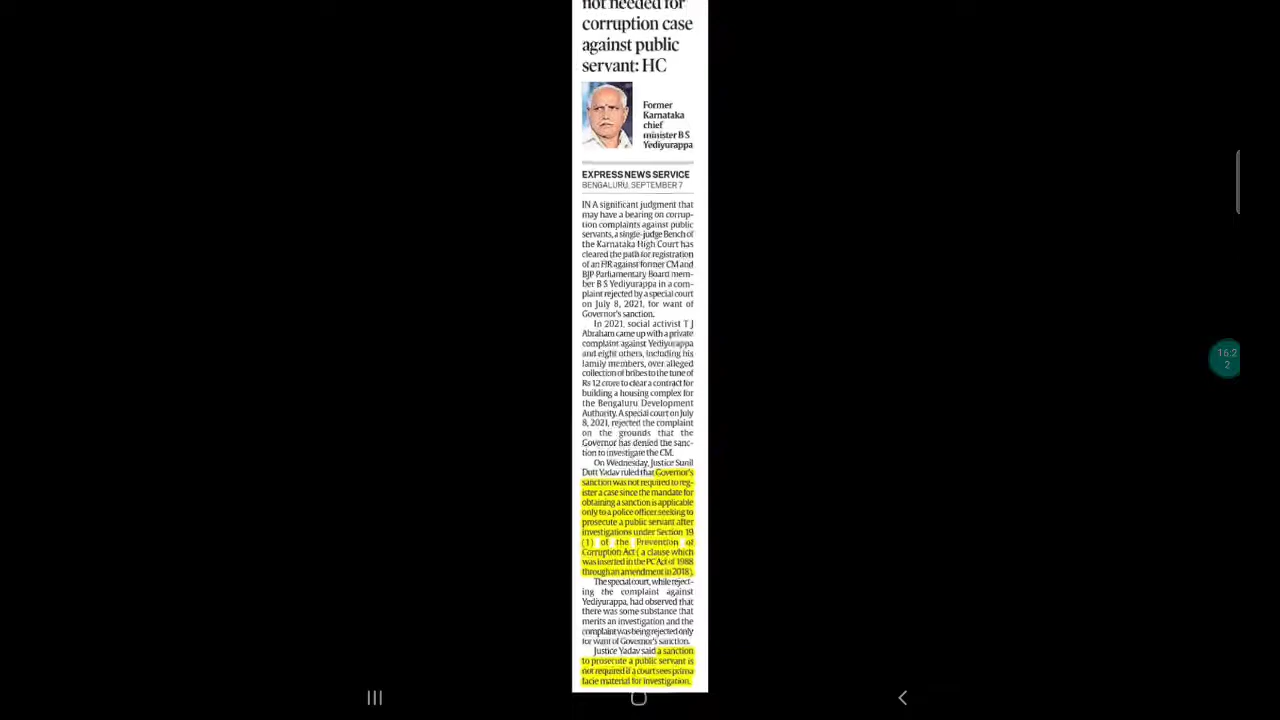 not needed for
corruption case
against public
servant: HC
Former
Karnataka
chief
minister B S
Yediyurappa
EXPRESS NEWS SERVICE
BENGALURU, SEPTEMBER 7
IN A significant judgment that
may have a bearing on corrup-
tion complaints against public
servants, a single-judge Bench of
the Karnataka High Court has
cleared the path for registration
of an FIR against former CM and
BJP Parliamentary Board mem-
ber B S Yediyurappa in a com-
plaint rejected by a special court
on July 8, 2021, for want of
Governor's sanction.
In 2021, social activist T J
Abraham came up with a private
complaint against Yediyurappa
and eight others, including his
family members, over alleged
collection of bribes to the tune of
Rs 12 crore to clear a contract for
building a housing complex for
the Bengaluru Development
Authority. A special court on July
8, 2021, rejected the complaint
on the grounds that the
Governor has denied the sanc-
tion to investigate the CM.
On Wednesday, Justice Sunil
Dutt Yadav ruled that Governor's
sanction was not required to reg-
ister a case since the mandate for
obtaining a sanction is applicable
only to a police officer seeking to
prosecute a public servant after
investigations under Section 19
(1) of the Prevention of
Corruption Act ( a clause which
was inserted in the PC Act of 1988
through an amendment in 2018).
The special court, while reject-
ing the complaint against
Yediyurappa, had observed that
there was some substance that
merits an investigation and the
complaint was being rejected only
for want of Governor's sanction.
Justice Yadav said a sanction
to prosecute a public servant is
not required if a court sees prima
facie material for investigation.
16:2
2